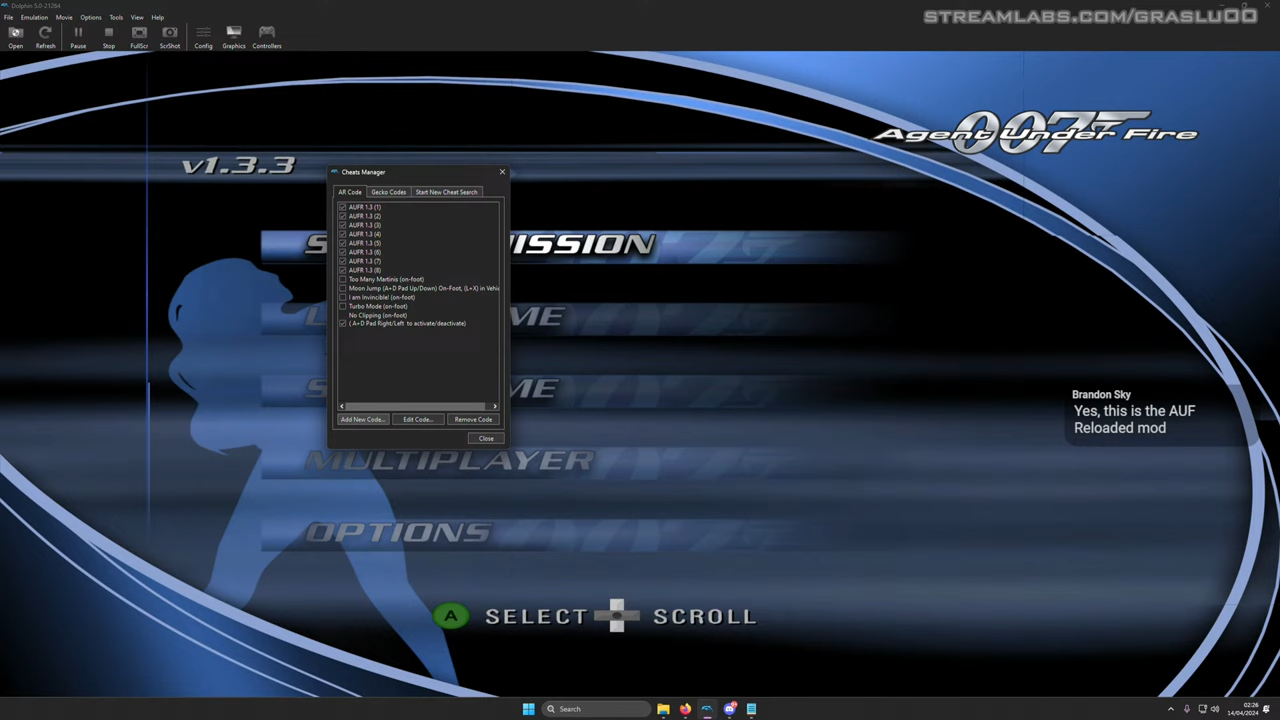 Dolphin 5.0-21264
File Emulation Movie Options Tools View Help
STREAMLABS.COM/GRASLU00
Open Refresh Pause Stop FullScr ScrShot Config Graphics Controllers
007
Agent Under Fire
v1.3.3
Cheats Manager
AR Code Gecko Codes Start New Cheat Search
AUFR 1.3 (1)
AUFR 1.3 (2)
AUFR 1.3 (3)
AUFR 1.3 (4)
AUFR 1.3 (5)
AUFR 1.3 (6)
AUFR 1.3 (7)
AUFR 1.3 (8)
Too Many Martinis (on-foot)
Moon Jump (A+D Pad Up/Down) On-Foot, (L+X) in Vehic
I am Invincible! (on-foot)
Turbo Mode (on-foot)
No Clipping (on-foot)
( A+D Pad Right/Left to activate/deactivate)
Add New Code... Edit Code... Remove Code
Close
S ISSION
L ME
S ME
MULTIPLAYER
OPTIONS
Brandon Sky
Yes, this is the AUF
Reloaded mod
A SELECT SCROLL
Search
02:26
14/04/2024